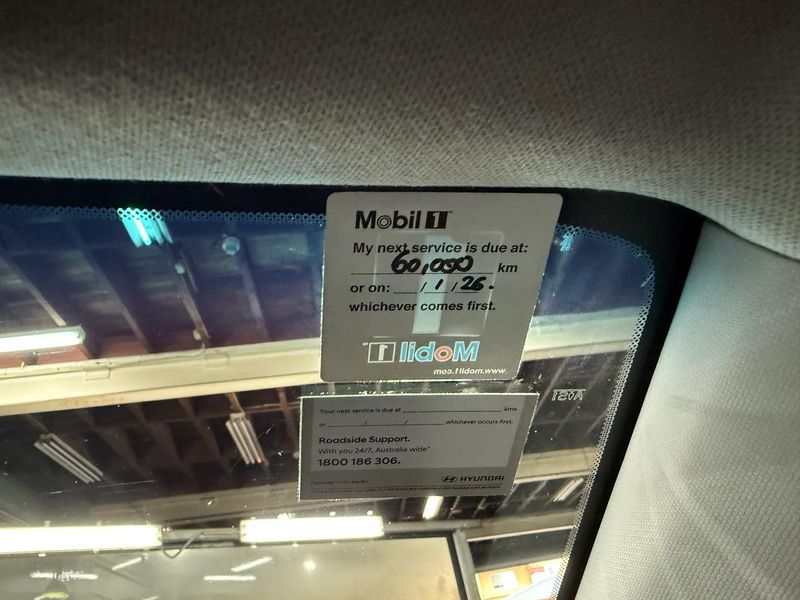 Mobil 1
My next service is due at:
60,000 km
or on: / 1 / 26.
whichever comes first.
Mobil 1
www.mobil1.com
Your next service is due at kms
or / / whichever occurs first.
Roadside Support.
With you 24/7, Australia wide*
1800 186 306.
HYUNDAI